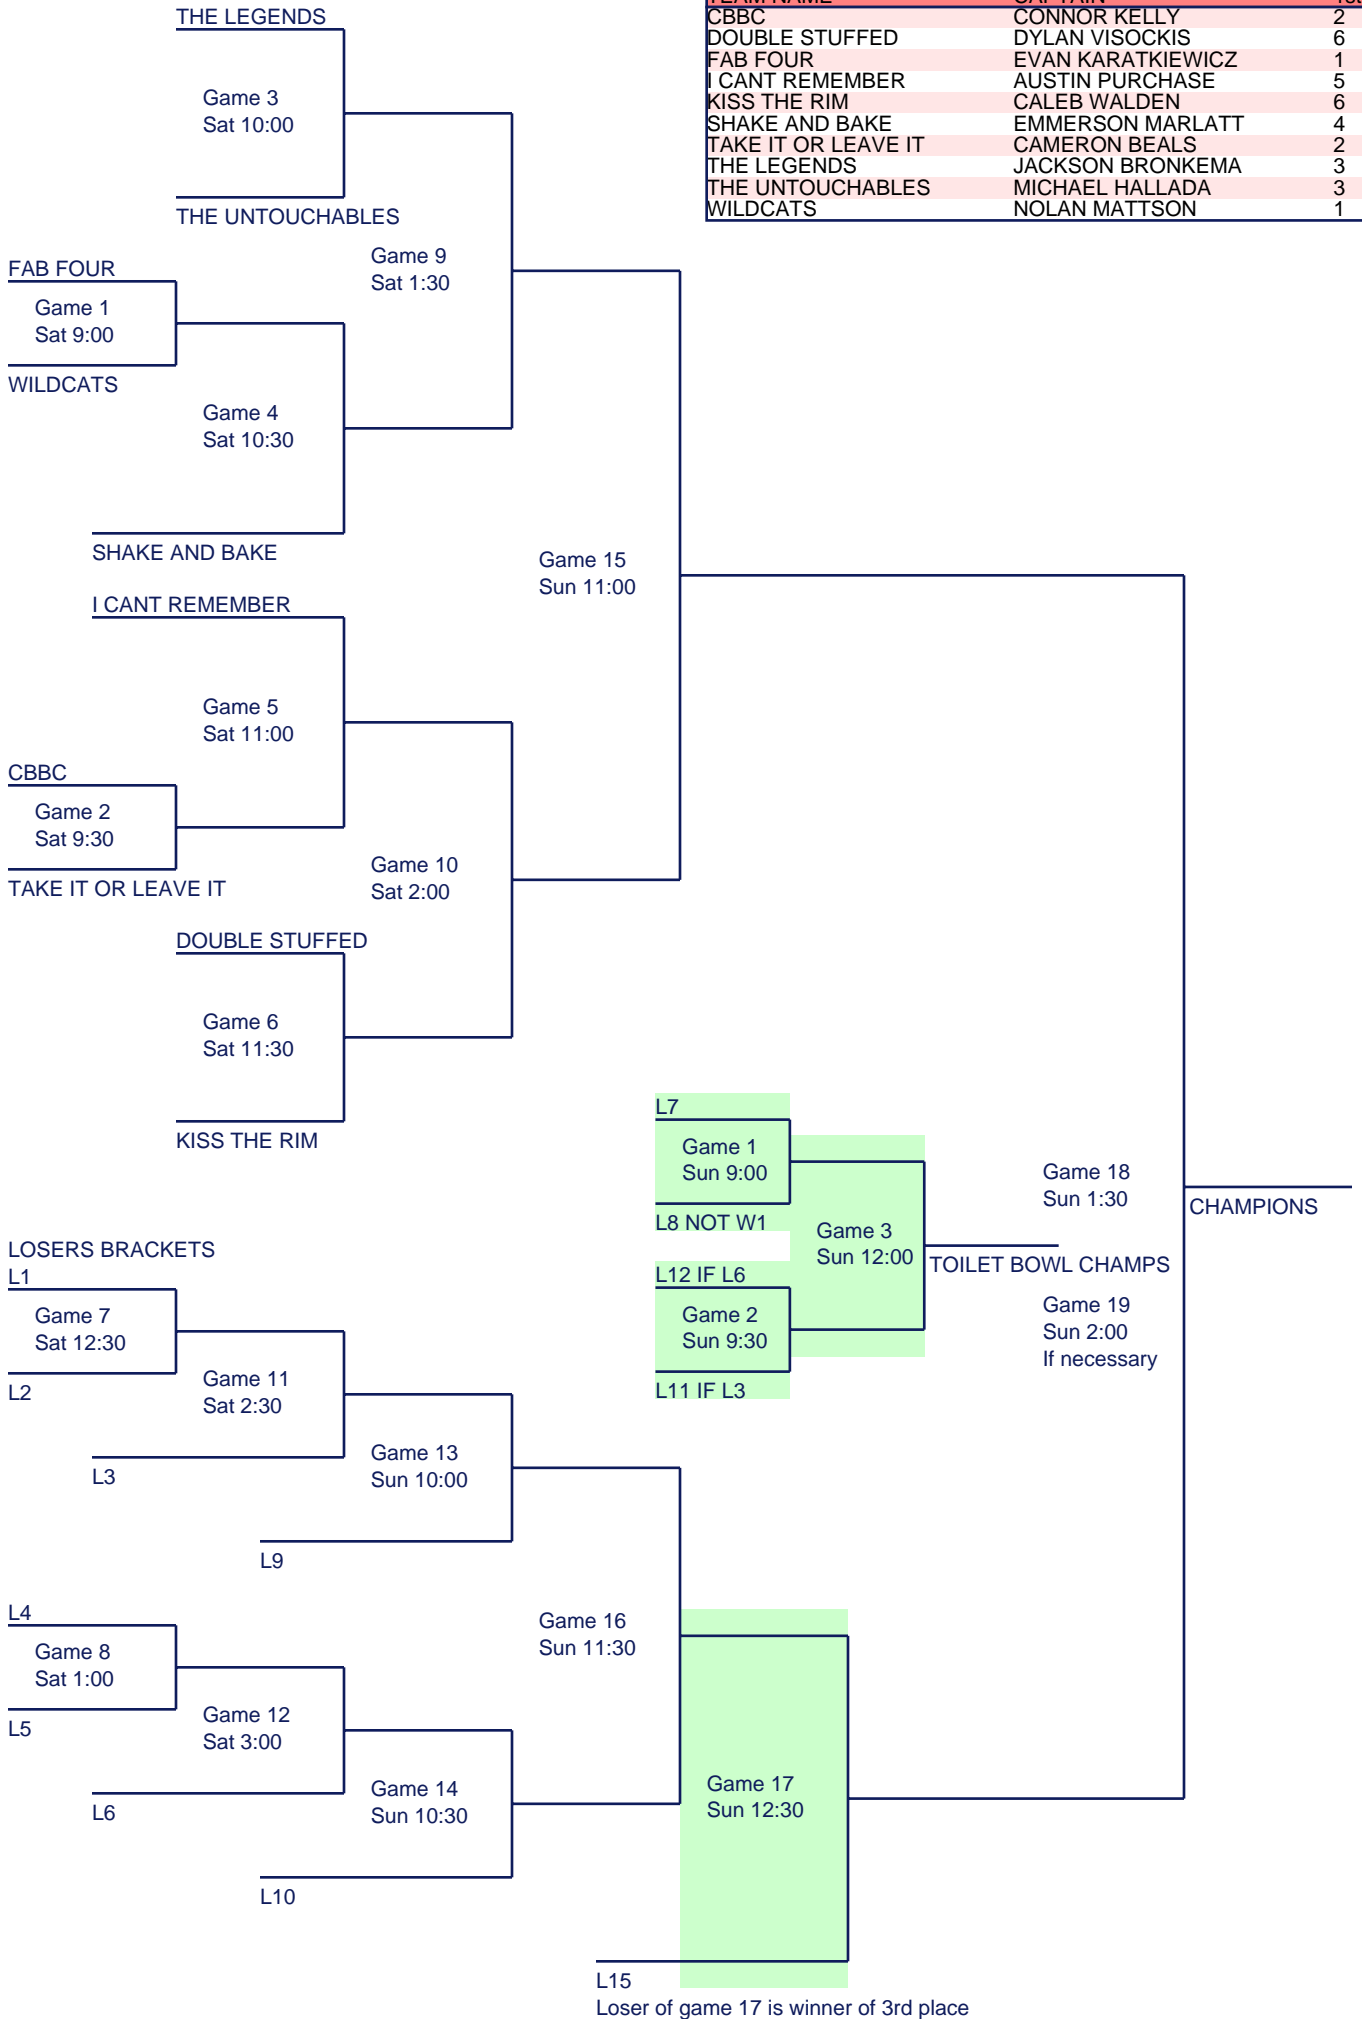 THE LEGENDS
Game 3
Sat 10:00
THE UNTOUCHABLES
TEAM NAME CAPTAIN
CBBC CONNOR KELLY 2
DOUBLE STUFFED DYLAN VISOCKIS 6
FAB FOUR EVAN KARATKIEWICZ 1
I CANT REMEMBER AUSTIN PURCHASE 5
KISS THE RIM CALEB WALDEN 6
SHAKE AND BAKE EMMERSON MARLATT 4
TAKE IT OR LEAVE IT CAMERON BEALS 2
THE LEGENDS JACKSON BRONKEMA 3
THE UNTOUCHABLES MICHAEL HALLADA 3
WILDCATS NOLAN MATTSON 1
Game 9
Sat 1:30
FAB FOUR
Game 1
Sat 9:00
WILDCATS
Game 4
Sat 10:30
SHAKE AND BAKE
Game 15
Sun 11:00
I CANT REMEMBER
Game 5
Sat 11:00
CBBC
Game 2
Sat 9:30
TAKE IT OR LEAVE IT
Game 10
Sat 2:00
DOUBLE STUFFED
Game 6
Sat 11:30
KISS THE RIM
L7
Game 1
Sun 9:00
L8 NOT W1
Game 3
Sun 12:00
L12 IF L6
Game 2
Sun 9:30
L11 IF L3
TOILET BOWL CHAMPS
Game 18
Sun 1:30
CHAMPIONS
Game 19
Sun 2:00
If necessary
LOSERS BRACKETS
L1
Game 7
Sat 12:30
L2
Game 11
Sat 2:30
L3
Game 13
Sun 10:00
L9
L4
Game 8
Sat 1:00
L5
Game 12
Sat 3:00
L6
Game 14
Sun 10:30
L10
Game 16
Sun 11:30
Game 17
Sun 12:30
L15
Loser of game 17 is winner of 3rd place